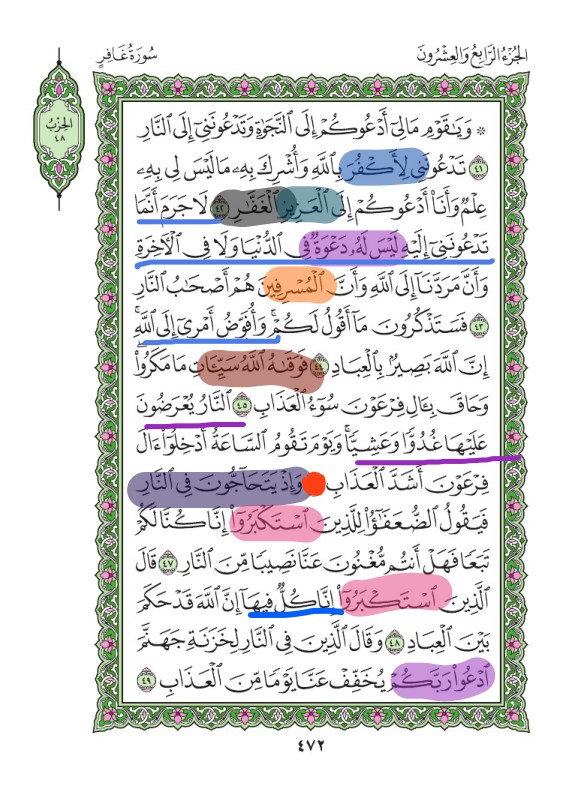 الجُزْءُ الرَّابِعُ وَالعِشْرُونَ
سُورَةُ غَافِرٍ
الحِزْبُ
٤٨
۞ وَيَٰقَوْمِ مَالِىٓ أَدْعُوكُمْ إِلَى ٱلنَّجَوٰةِ وَتَدْعُونَنِىٓ إِلَى ٱلنَّارِ
٤١ تَدْعُونَنِى لِأَكْفُرَ بِٱللَّهِ وَأُشْرِكَ بِهِۦ مَا لَيْسَ لِى بِهِۦ
عِلْمٌ وَأَنَا۠ أَدْعُوكُمْ إِلَى ٱلْعَزِيزِ ٱلْغَفَّٰرِ ٤٢ لَا جَرَمَ أَنَّمَا
تَدْعُونَنِىٓ إِلَيْهِ لَيْسَ لَهُۥ دَعْوَةٌ فِى ٱلدُّنْيَا وَلَا فِى ٱلْءَاخِرَةِ
وَأَنَّ مَرَدَّنَآ إِلَى ٱللَّهِ وَأَنَّ ٱلْمُسْرِفِينَ هُمْ أَصْحَٰبُ ٱلنَّارِ
٤٣ فَسَتَذْكُرُونَ مَآ أَقُولُ لَكُمْ ۚ وَأُفَوِّضُ أَمْرِىٓ إِلَى ٱللَّهِ ۚ
إِنَّ ٱللَّهَ بَصِيرٌۢ بِٱلْعِبَادِ ٤٤ فَوَقَىٰهُ ٱللَّهُ سَيِّـَٔاتِ مَا مَكَرُوا۟ ۖ
وَحَاقَ بِـَٔالِ فِرْعَوْنَ سُوٓءُ ٱلْعَذَابِ ٤٥ ٱلنَّارُ يُعْرَضُونَ
عَلَيْهَا غُدُوًّا وَعَشِيًّا ۖ وَيَوْمَ تَقُومُ ٱلسَّاعَةُ أَدْخِلُوٓا۟ ءَالَ
فِرْعَوْنَ أَشَدَّ ٱلْعَذَابِ وَإِذْ يَتَحَآجُّونَ فِى ٱلنَّارِ
فَيَقُولُ ٱلضُّعَفَٰٓؤُا۟ لِلَّذِينَ ٱسْتَكْبَرُوٓا۟ إِنَّا كُنَّا لَكُمْ
تَبَعًا فَهَلْ أَنتُم مُّغْنُونَ عَنَّا نَصِيبًا مِّنَ ٱلنَّارِ ٤٧ قَالَ
ٱلَّذِينَ ٱسْتَكْبَرُوٓا۟ إِنَّا كُلٌّ فِيهَآ إِنَّ ٱللَّهَ قَدْ حَكَمَ
بَيْنَ ٱلْعِبَادِ ٤٨ وَقَالَ ٱلَّذِينَ فِى ٱلنَّارِ لِخَزَنَةِ جَهَنَّمَ
ٱدْعُوا۟ رَبَّكُمْ يُخَفِّفْ عَنَّا يَوْمًا مِّنَ ٱلْعَذَابِ ٤٩
٤٧٢